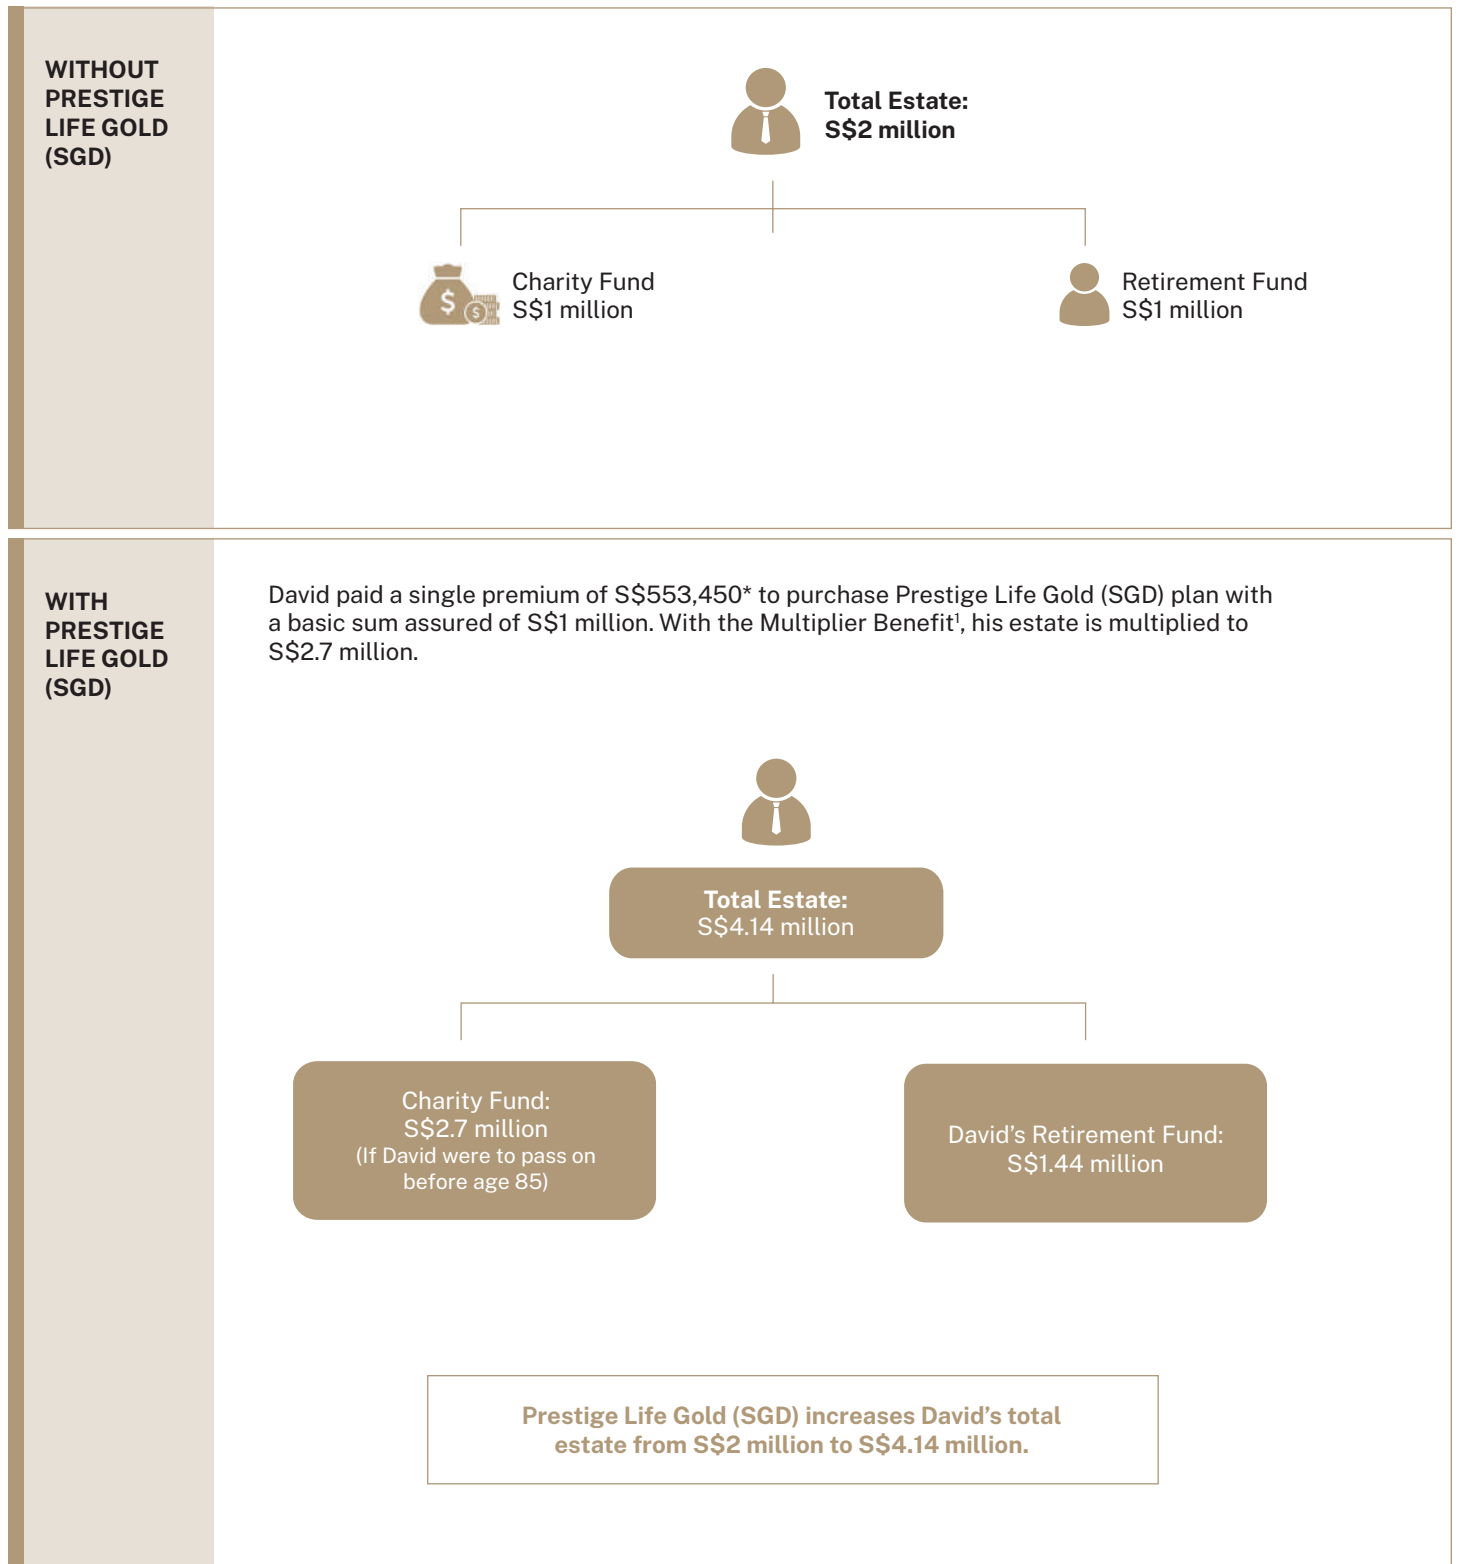 WITHOUT
PRESTIGE
LIFE GOLD
(SGD)
Total Estate:
S$2 million
$
$
Charity Fund
S$1 million
Retirement Fund
S$1 million
WITH
PRESTIGE
LIFE GOLD
(SGD)
David paid a single premium of S$553,450* to purchase Prestige Life Gold (SGD) plan with
a basic sum assured of S$1 million. With the Multiplier Benefit¹, his estate is multiplied to
S$2.7 million.
Total Estate:
S$4.14 million
Charity Fund:
S$2.7 million
(If David were to pass on
before age 85)
David’s Retirement Fund:
S$1.44 million
Prestige Life Gold (SGD) increases David’s total
estate from S$2 million to S$4.14 million.